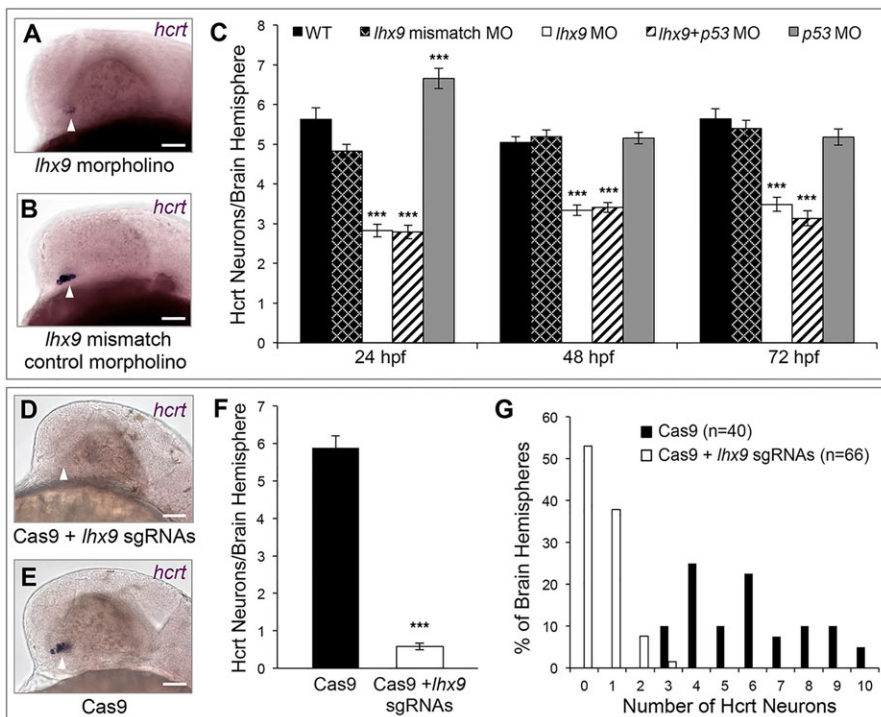 A
hcrt
lhx9 morpholino
B
hcrt
lhx9 mismatch
control morpholino
C
WT
lhx9 mismatch MO
lhx9 MO
lhx9+p53 MO
p53 MO
Hcrt Neurons/Brain Hemisphere
8
7
6
5
4
3
2
1
0
***
***
***
***
***
***
***
24 hpf
48 hpf
72 hpf
D
hcrt
Cas9 + lhx9 sgRNAs
E
hcrt
Cas9
F
Hcrt Neurons/Brain Hemisphere
7
6
5
4
3
2
1
0
***
Cas9
Cas9 +lhx9
sgRNAs
G
Cas9 (n=40)
Cas9 + lhx9 sgRNAs (n=66)
% of Brain Hemispheres
60
50
40
30
20
10
0
0 1 2 3 4 5 6 7 8 9 10
Number of Hcrt Neurons